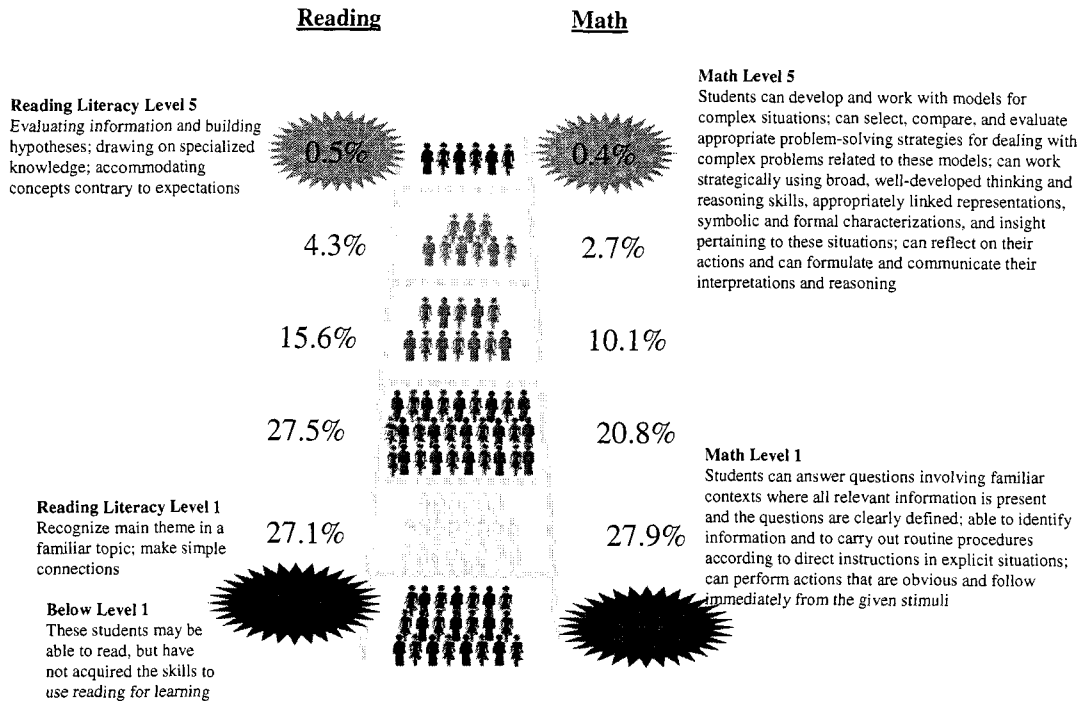 Reading
Math
Reading Literacy Level 5
Evaluating information and building
hypotheses; drawing on specialized
knowledge; accommodating
concepts contrary to expectations
0.5%
0.4%
Math Level 5
Students can develop and work with models for
complex situations; can select, compare, and evaluate
appropriate problem-solving strategies for dealing with
complex problems related to these models; can work
strategically using broad, well-developed thinking and
reasoning skills, appropriately linked representations,
symbolic and formal characterizations, and insight
pertaining to these situations; can reflect on their
actions and can formulate and communicate their
interpretations and reasoning
4.3%
2.7%
15.6%
10.1%
27.5%
20.8%
Reading Literacy Level 1
Recognize main theme in a
familiar topic; make simple
connections
27.1%
27.9%
Math Level 1
Students can answer questions involving familiar
contexts where all relevant information is present
and the questions are clearly defined; able to identify
information and to carry out routine procedures
according to direct instructions in explicit situations;
can perform actions that are obvious and follow
immediately from the given stimuli
Below Level 1
These students may be
able to read, but have
not acquired the skills to
use reading for learning